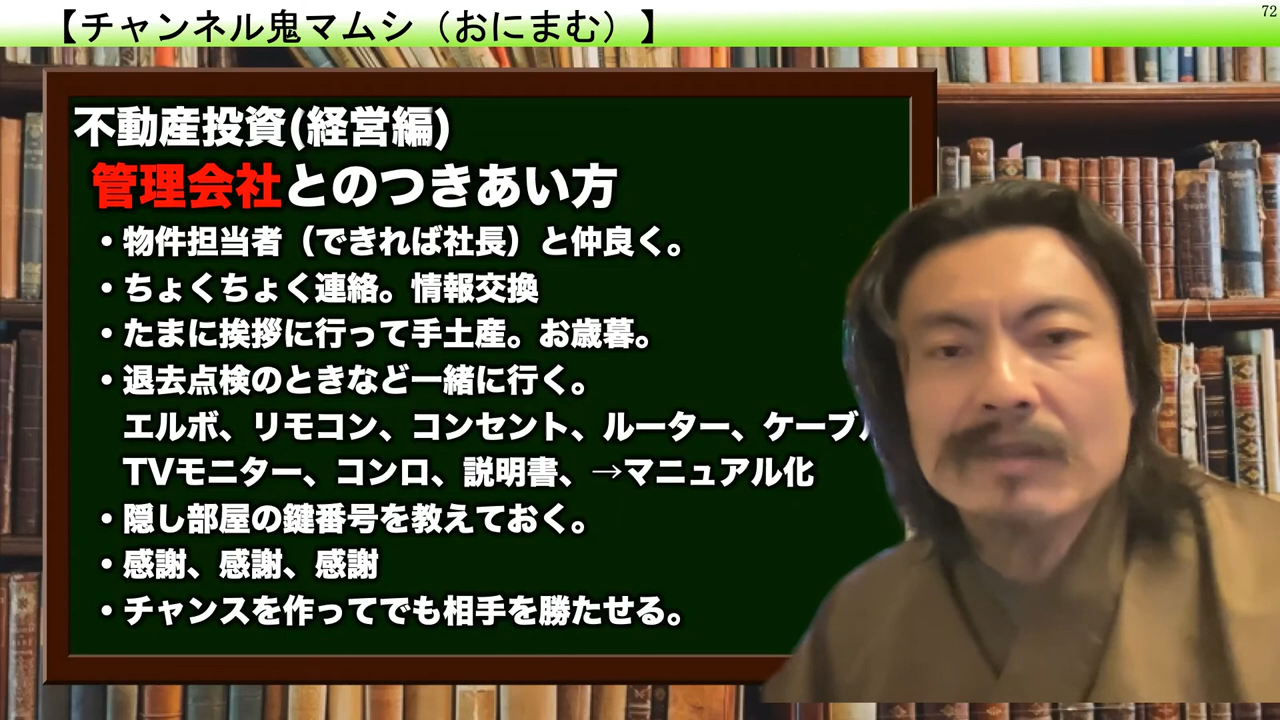 【チャンネル鬼マムシ（おにまむ）】
72
不動産投資(経営編)
管理会社とのつきあい方
・物件担当者（できれば社長）と仲良く。
・ちょくちょく連絡。情報交換
・たまに挨拶に行って手土産。お歳暮。
・退去点検のときなど一緒に行く。
エルボ、リモコン、コンセント、ルーター、ケーブル
TVモニター、コンロ、説明書、→マニュアル化
・隠し部屋の鍵番号を教えておく。
・感謝、感謝、感謝
・チャンスを作ってでも相手を勝たせる。